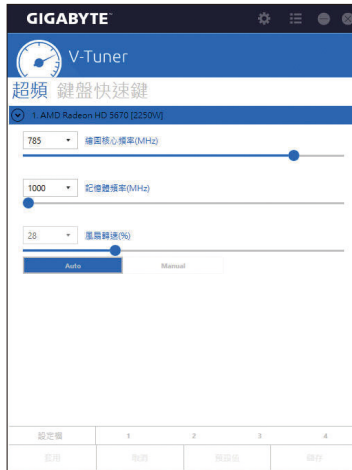 GIGABYTE™
V-Tuner
超頻 鍵盤快速鍵
1. AMD Radeon HD 5670 [2250W]
785 繪圖核心頻率(MHz)
1000 記憶體頻率(MHz)
28 風扇轉速(%)
Auto Manual
設定檔 1 2 3 4
套用 取消 預設值 儲存